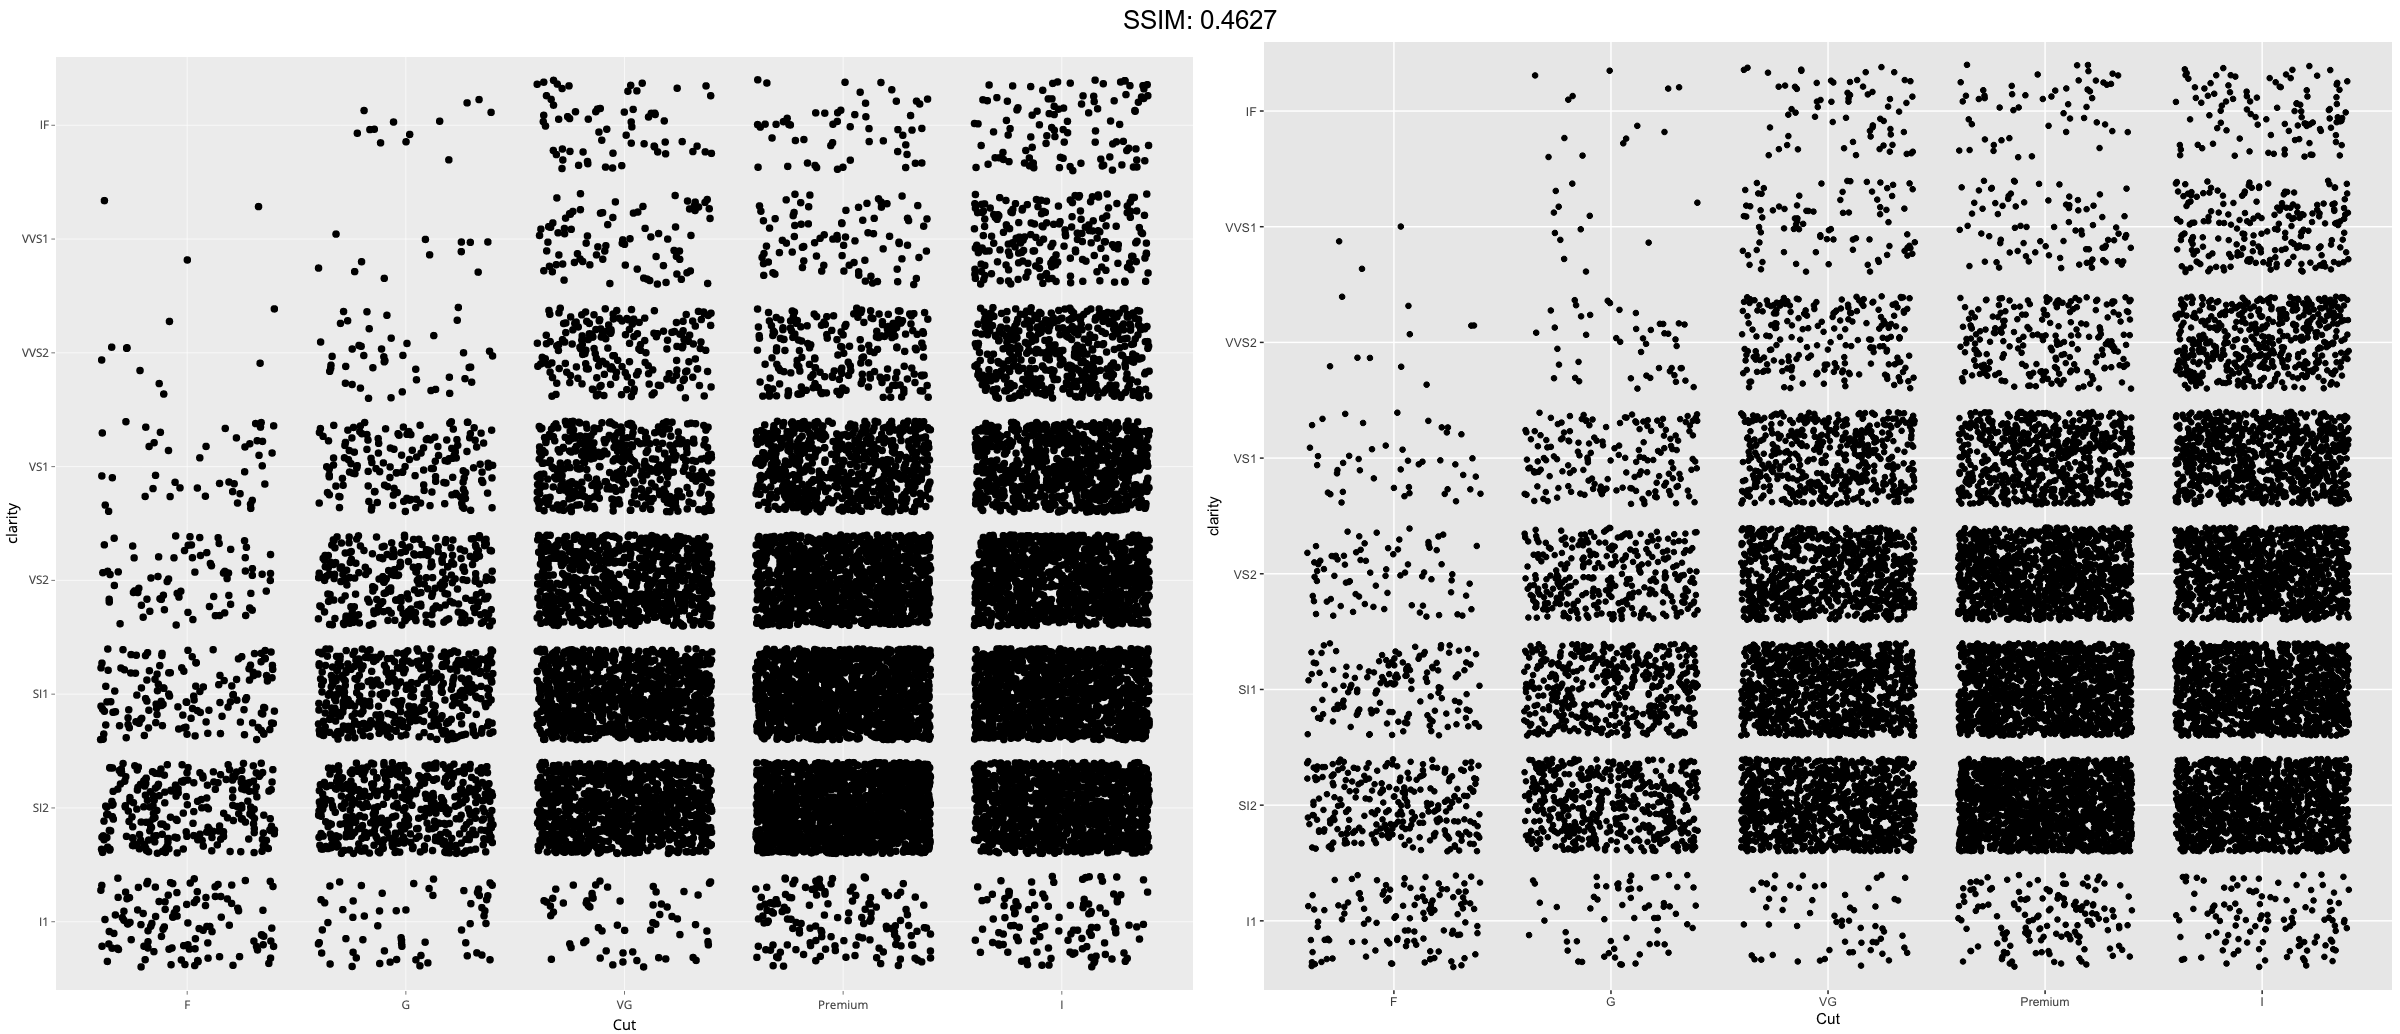 SSIM: 0.4627
clarity
IF
VVS1
VVS2
VS1
VS2
SI1
SI2
I1
F G VG Premium I
Cut
clarity
IF
VVS1
VVS2
VS1
VS2
SI1
SI2
I1
F G VG Premium I
Cut